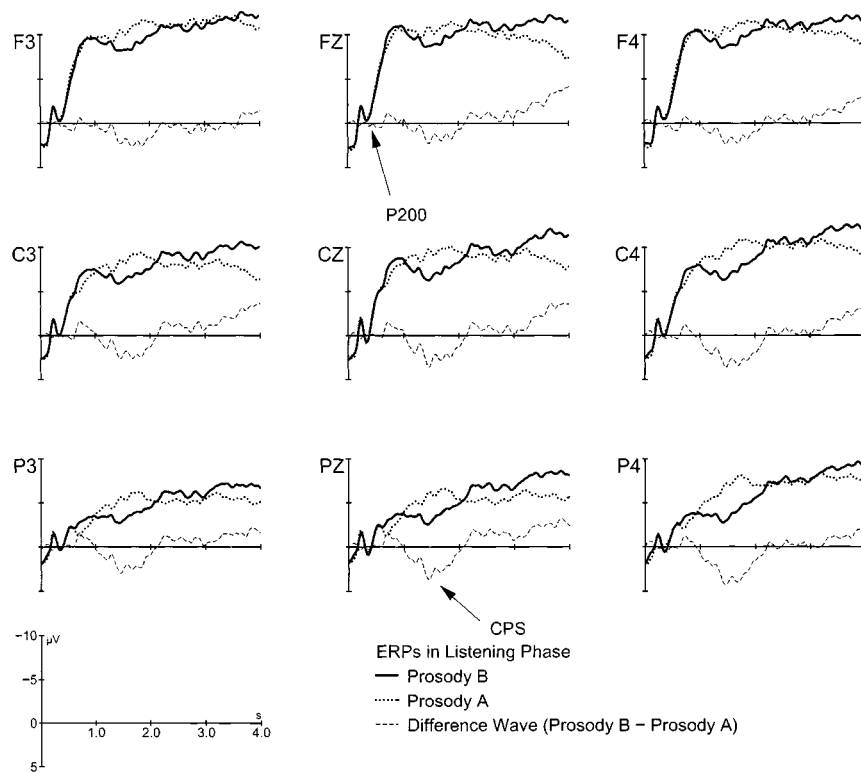 F3
FZ
F4
P200
C3
CZ
C4
P3
PZ
P4
CPS
−10
µV
−5
0
5
s
1.0 2.0 3.0 4.0
ERPs in Listening Phase
Prosody B
Prosody A
Difference Wave (Prosody B − Prosody A)